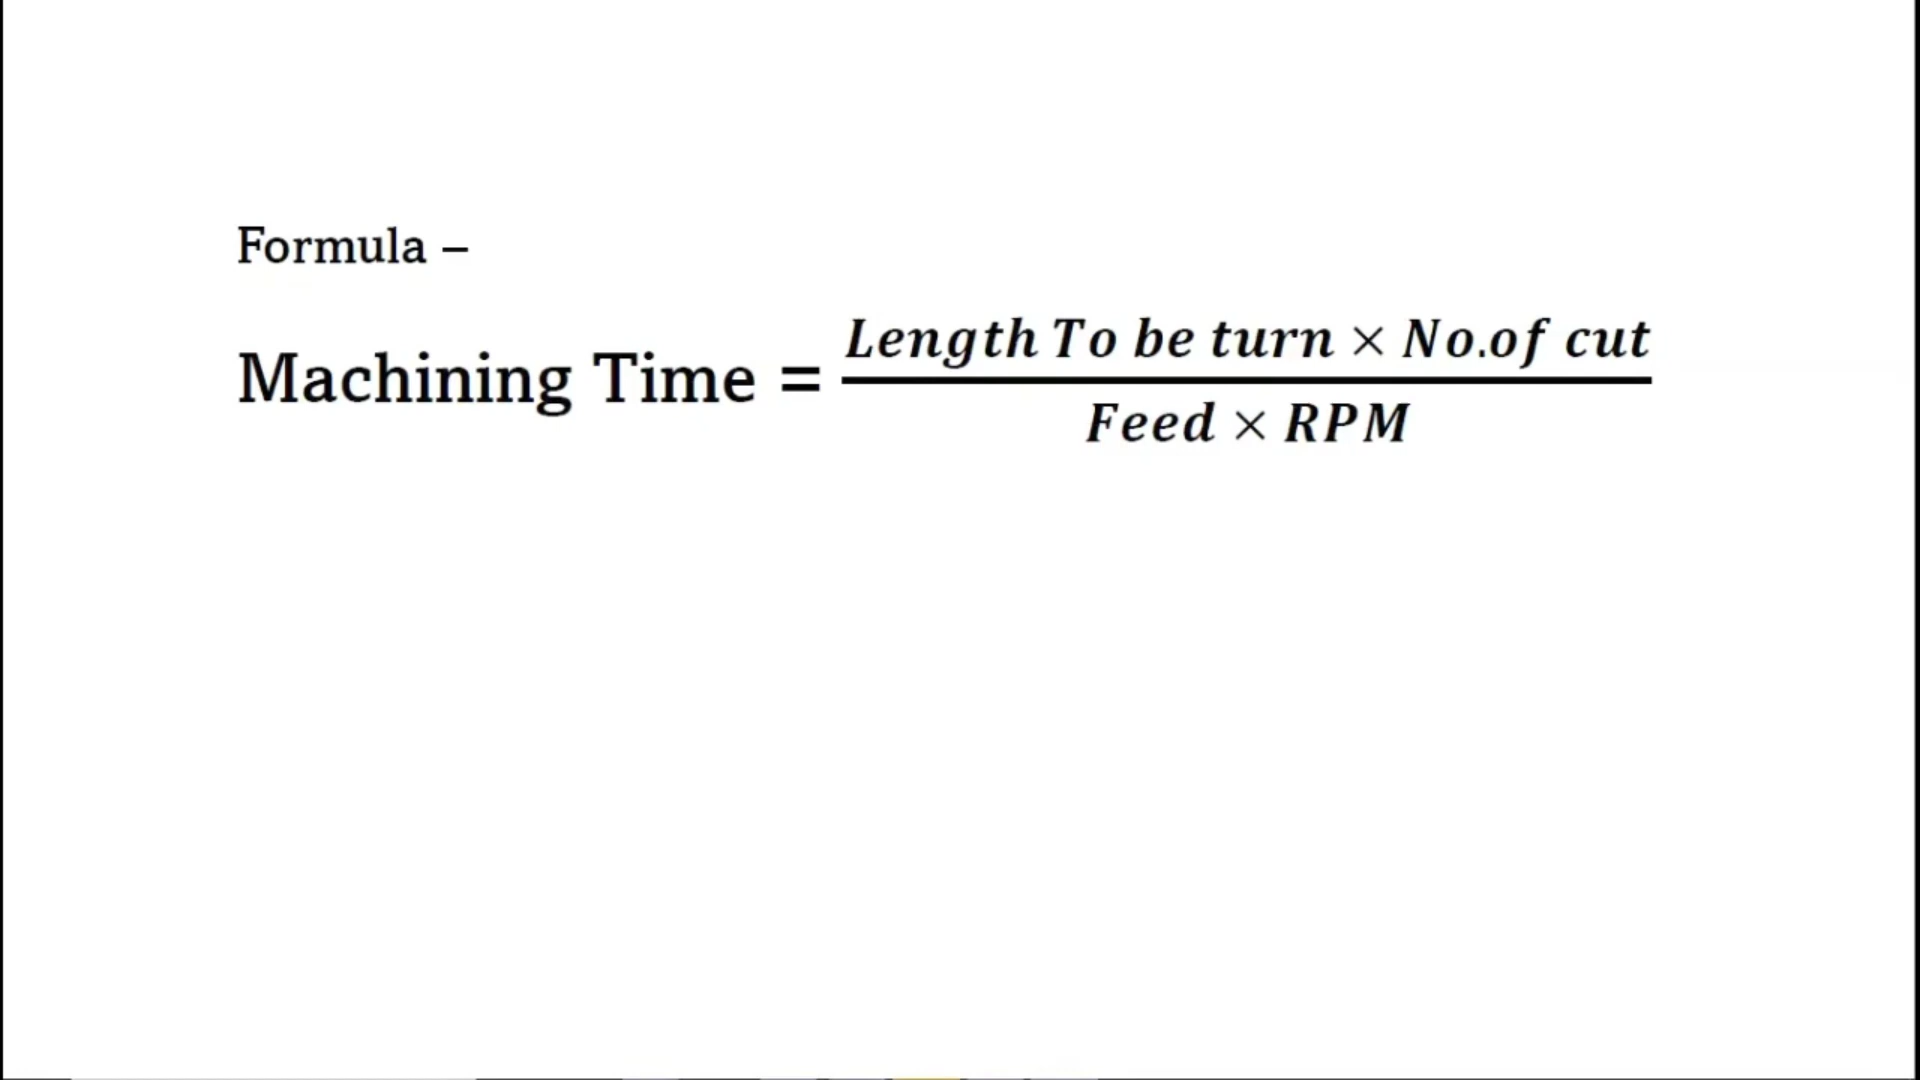 Formula –
Machining Time = Length To be turn × No.of cut
Feed × RPM